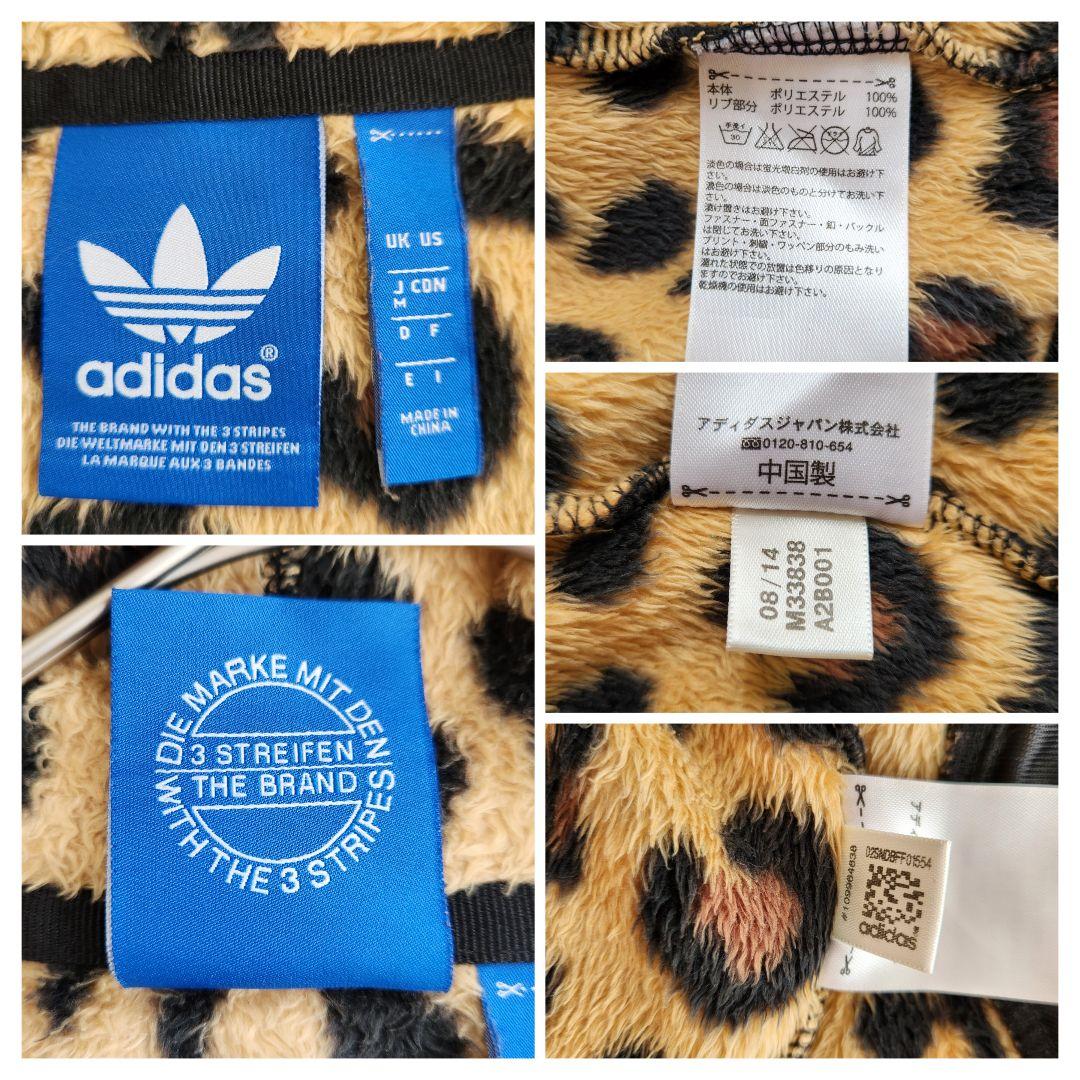 adidas®
THE BRAND WITH THE 3 STRIPES
DIE WELTMARKE MIT DEN 3 STREIFEN
LA MARQUE AUX 3 BANDES
UK US
J CDN
M
D F
E I
MADE IN
CHINA
本体 ポリエステル 100%
リブ部分 ポリエステル 100%
手洗イ
30
淡色の場合は蛍光増白剤の使用はお避け下
さい。
濃色の場合は淡色のものと分けてお洗い下
さい。
漬け置きはお避け下さい。
ファスナー・面ファスナー・釦・バックル
は閉じてお洗い下さい。
プリント・刺繍・ワッペン部分のもみ洗い
はお避け下さい。
濡れた状態での放置は色移りの原因となり
ますのでお避け下さい。
乾燥機の使用はお避け下さい。
アディダスジャパン株式会社
0120-810-654
中国製
08/14
M33838
A2B001
DIE MARKE MIT DEN
3 STREIFEN
THE BRAND
WITH THE 3 STRIPES
アデ
#109964838
02SNDBFF01554
adidas